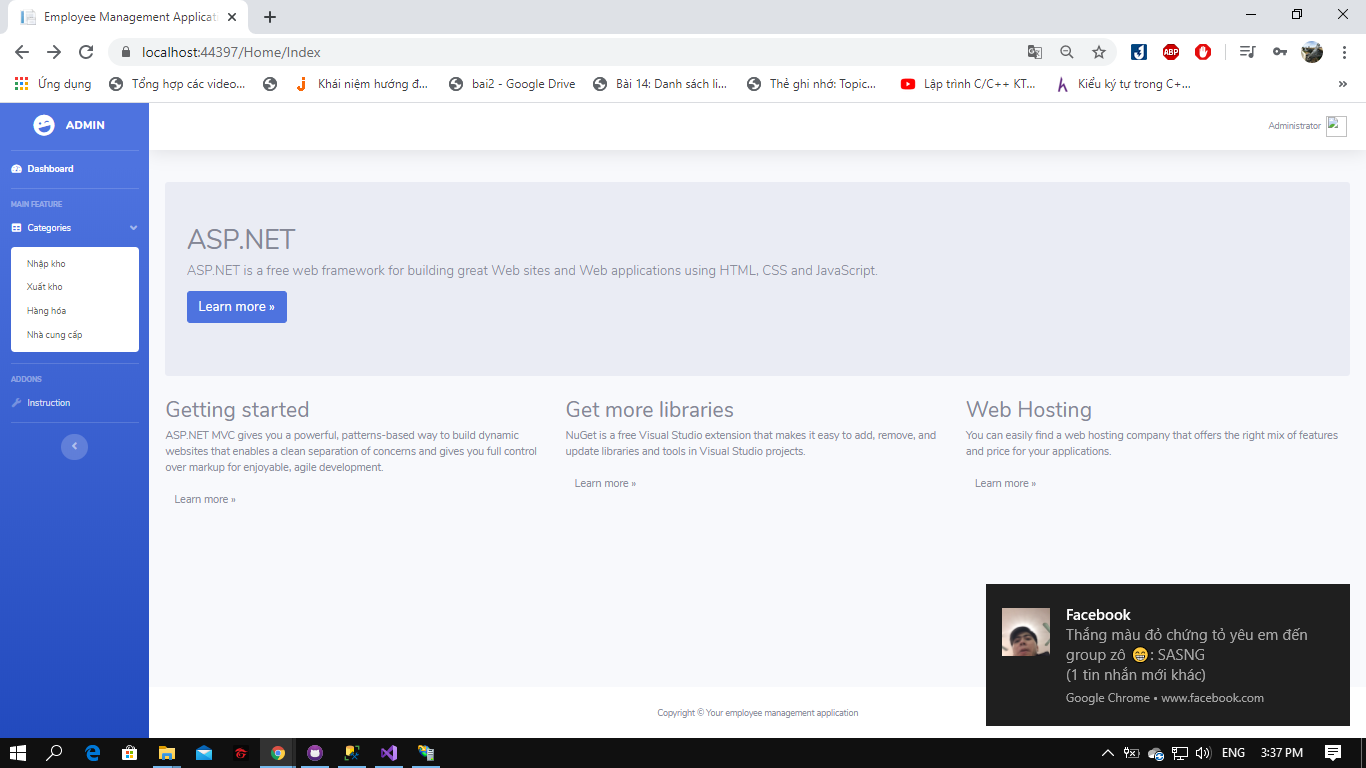 Employee Management Applicati
localhost:44397/Home/Index
Ứng dụng
Tổng hợp các video...
Khái niệm hướng đ...
bai2 - Google Drive
Bài 14: Danh sách li...
Thẻ ghi nhớ: Topic...
Lập trình C/C++ KT...
Kiểu ký tự trong C+...
»
ABP
ADMIN
Administrator
Dashboard
MAIN FEATURE
Categories
Nhập kho
Xuất kho
Hàng hóa
Nhà cung cấp
ADDONS
Instruction
ASP.NET
ASP.NET is a free web framework for building great Web sites and Web applications using HTML, CSS and JavaScript.
Learn more »
Getting started
ASP.NET MVC gives you a powerful, patterns-based way to build dynamic
websites that enables a clean separation of concerns and gives you full control
over markup for enjoyable, agile development.
Learn more »
Get more libraries
NuGet is a free Visual Studio extension that makes it easy to add, remove, and
update libraries and tools in Visual Studio projects.
Learn more »
Web Hosting
You can easily find a web hosting company that offers the right mix of features
and price for your applications.
Learn more »
Facebook
Thắng màu đỏ chứng tỏ yêu em đến
group zô 😁: SASNG
(1 tin nhắn mới khác)
Google Chrome • www.facebook.com
Copyright © Your employee management application
ENG
3:37 PM